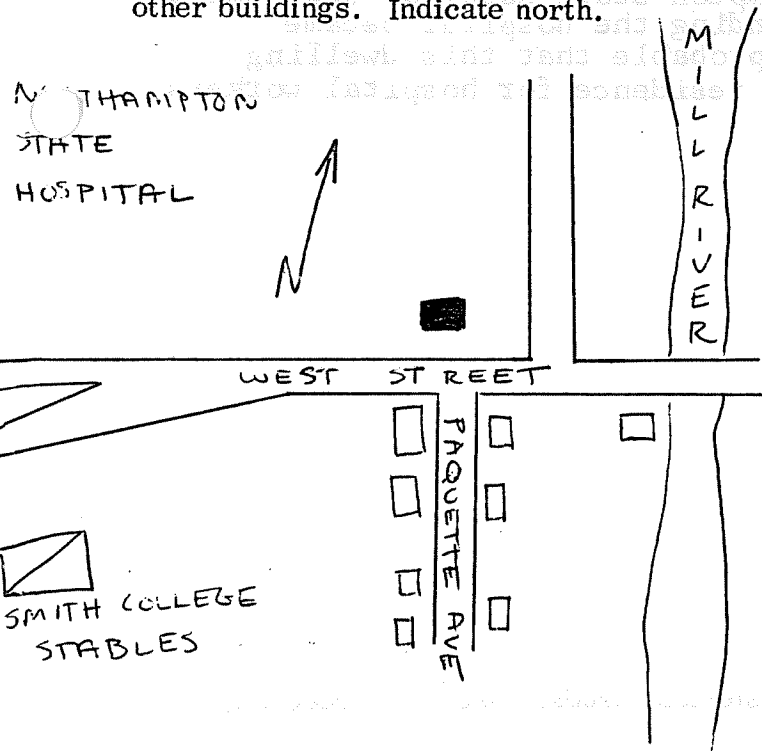 other buildings. Indicate north.
N THAMPTON
STATE
HOSPITAL
N
MILL RIVER
WEST STREET
PAQUETTE AVE
SMITH COLLEGE
STABLES